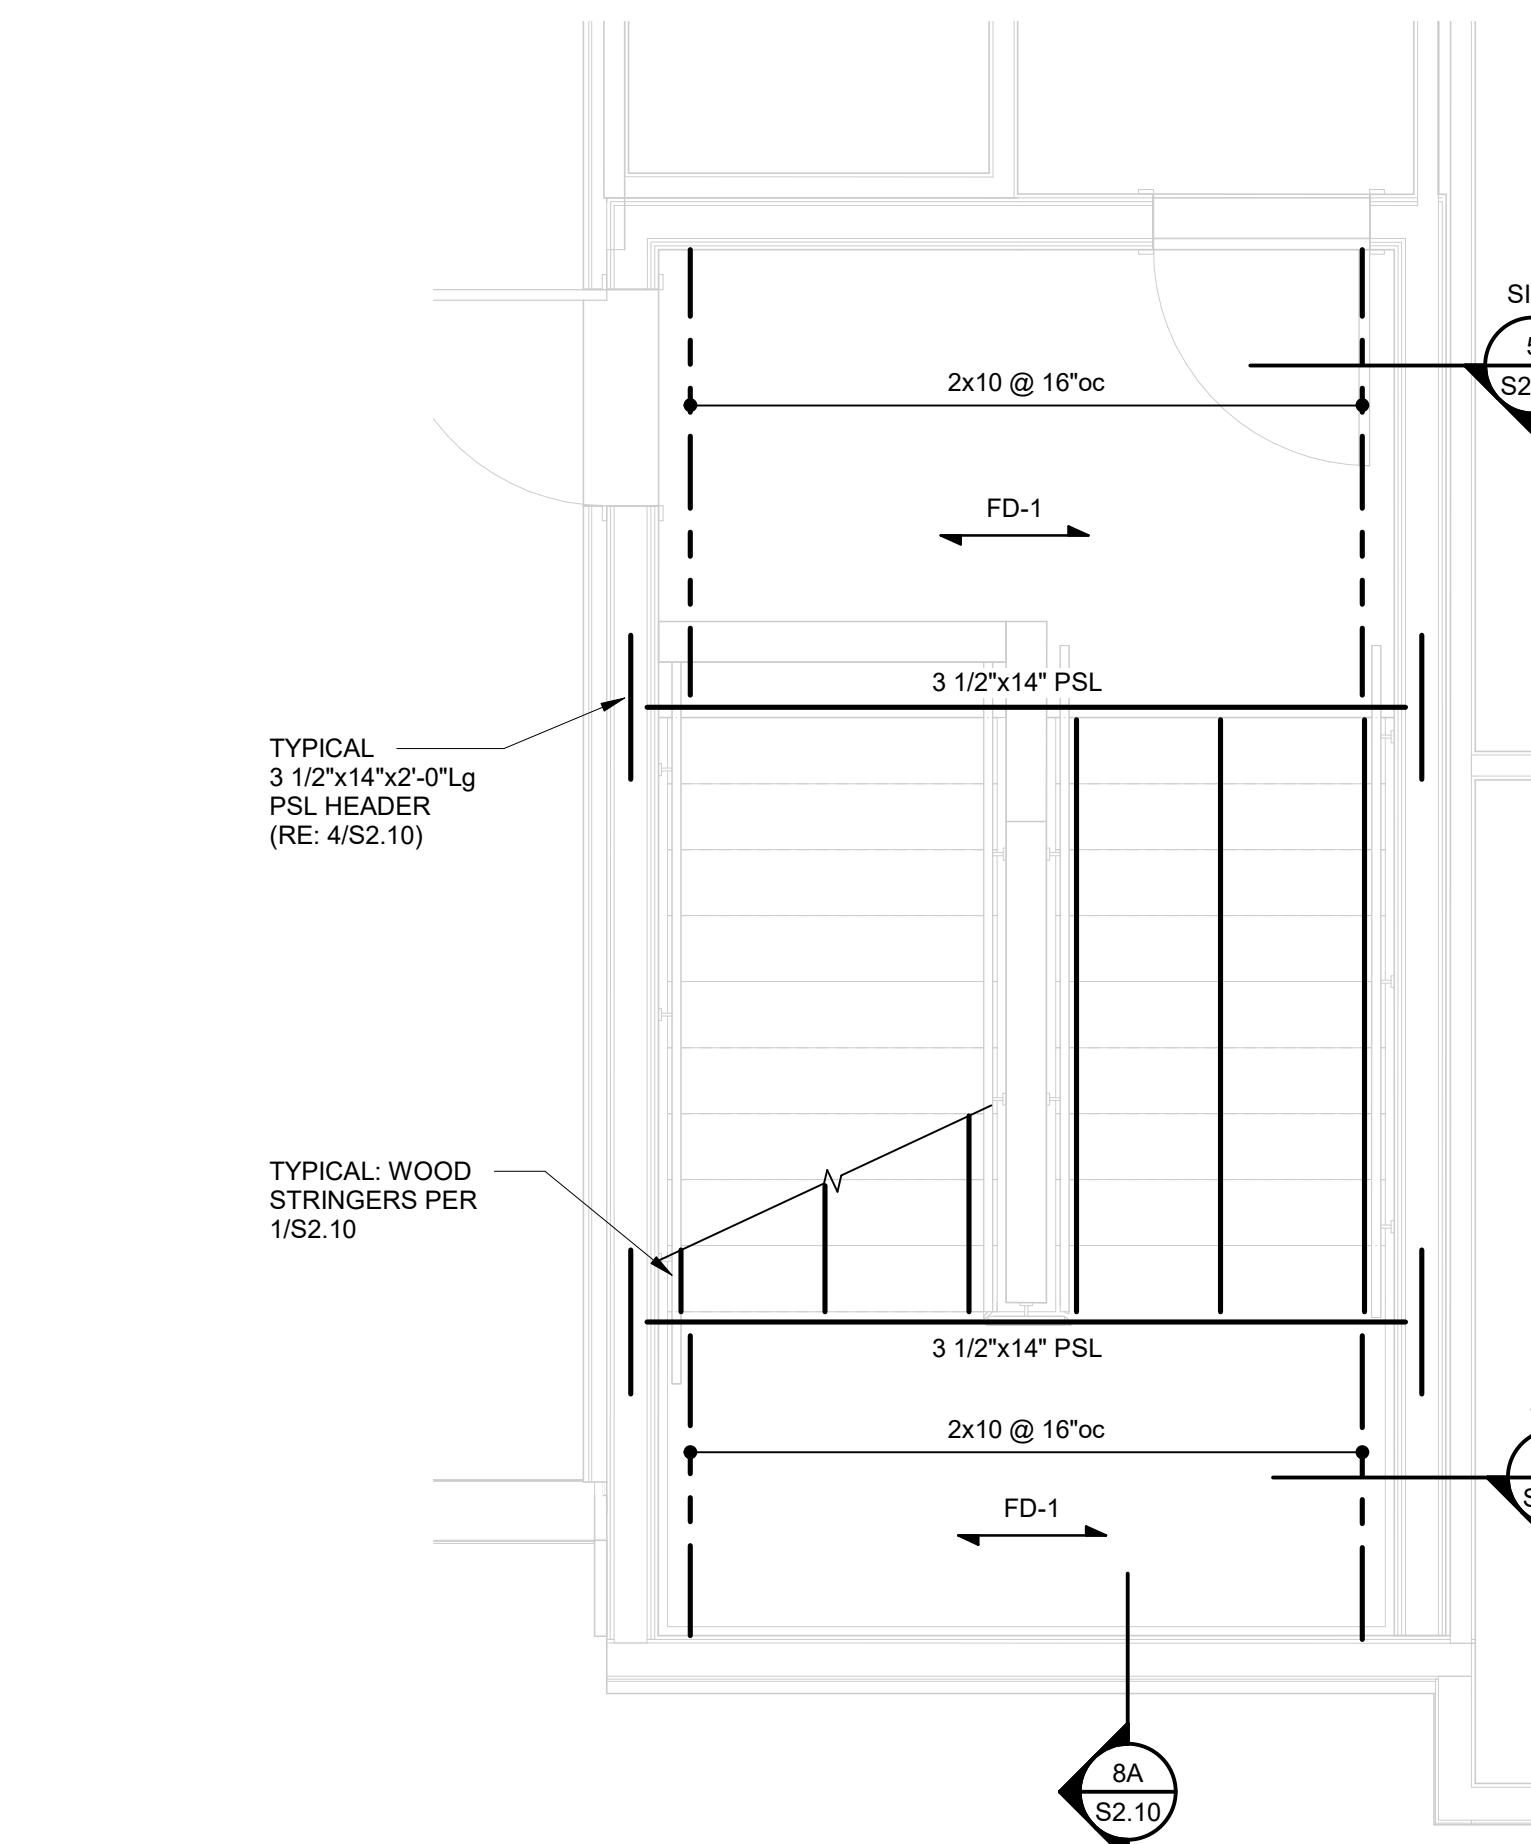 SI
5
S2
2x10 @ 16"oc
FD-1
3 1/2"x14" PSL
TYPICAL
3 1/2"x14"x2'-0"Lg
PSL HEADER
(RE: 4/S2.10)
TYPICAL: WOOD
STRINGERS PER
1/S2.10
3 1/2"x14" PSL
2x10 @ 16"oc
S
FD-1
8A
S2.10